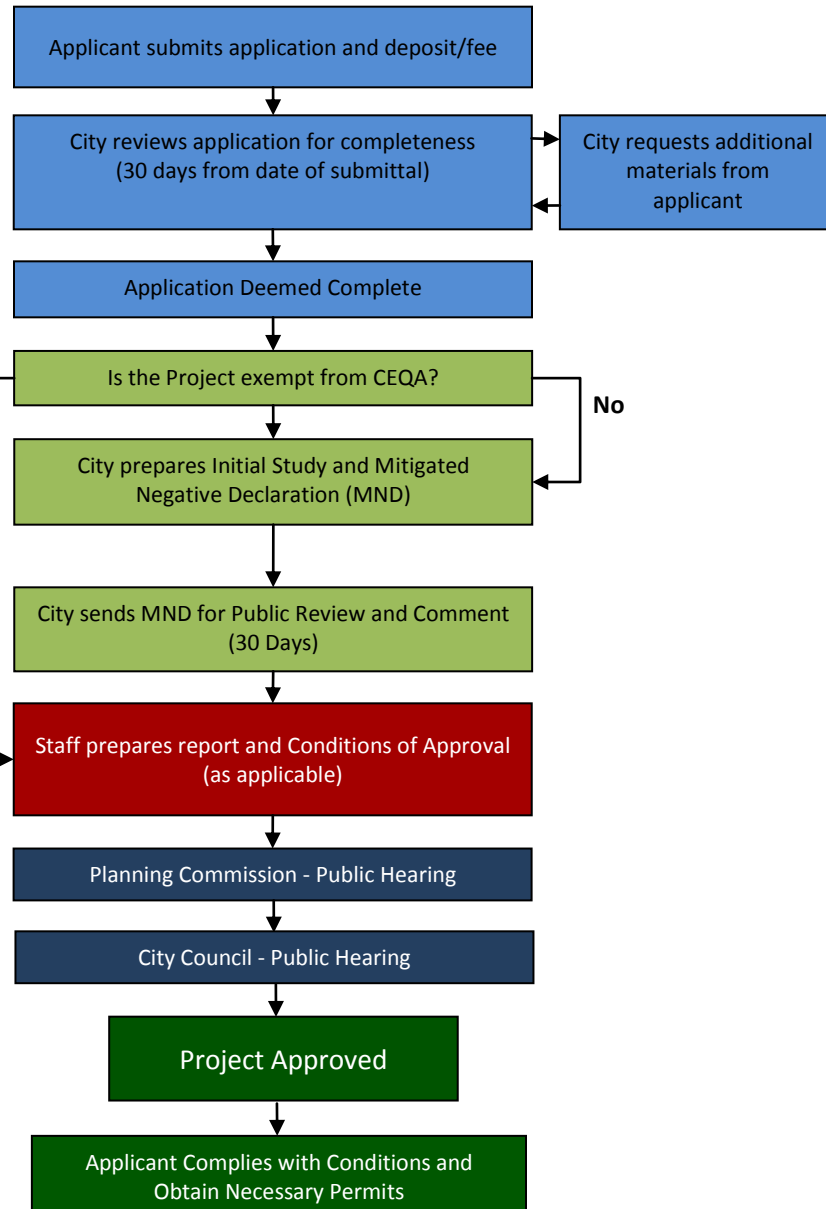 Applicant submits application and deposit/fee
City reviews application for completeness
(30 days from date of submittal)
City requests additional
materials from
applicant
Application Deemed Complete
Is the Project exempt from CEQA?
No
City prepares Initial Study and Mitigated
Negative Declaration (MND)
City sends MND for Public Review and Comment
(30 Days)
Staff prepares report and Conditions of Approval
(as applicable)
Planning Commission - Public Hearing
City Council - Public Hearing
Project Approved
Applicant Complies with Conditions and
Obtain Necessary Permits